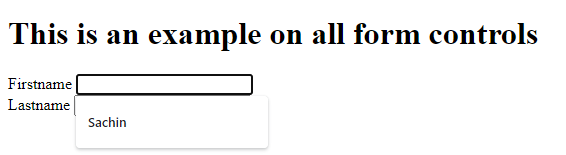 This is an example on all form controls
Firstname
Lastname
Sachin